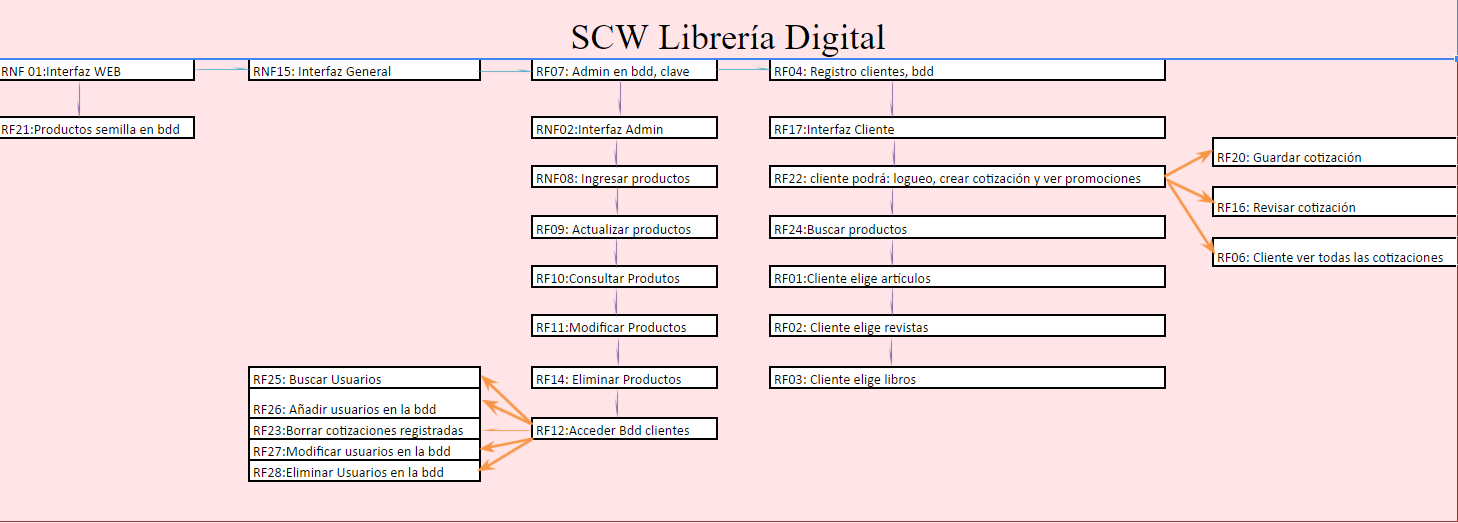 SCW Librería Digital
RNF 01:Interfaz WEB
RNF15: Interfaz General
RF07: Admin en bdd, clave
RF04: Registro clientes, bdd
RF21:Productos semilla en bdd
RNF02:Interfaz Admin
RF17:Interfaz Cliente
RF20: Guardar cotización
RNF08: Ingresar productos
RF22: cliente podrá: logueo, crear cotización y ver promociones
RF16: Revisar cotización
RF09: Actualizar productos
RF24:Buscar productos
RF06: Cliente ver todas las cotizaciones
RF10:Consultar Produtos
RF01:Cliente elige artículos
RF11:Modificar Productos
RF02: Cliente elige revistas
RF25: Buscar Usuarios
RF14: Eliminar Productos
RF03: Cliente elige libros
RF26: Añadir usuarios en la bdd
RF23:Borrar cotizaciones registradas
RF12:Acceder Bdd clientes
RF27:Modificar usuarios en la bdd
RF28:Eliminar Usuarios en la bdd